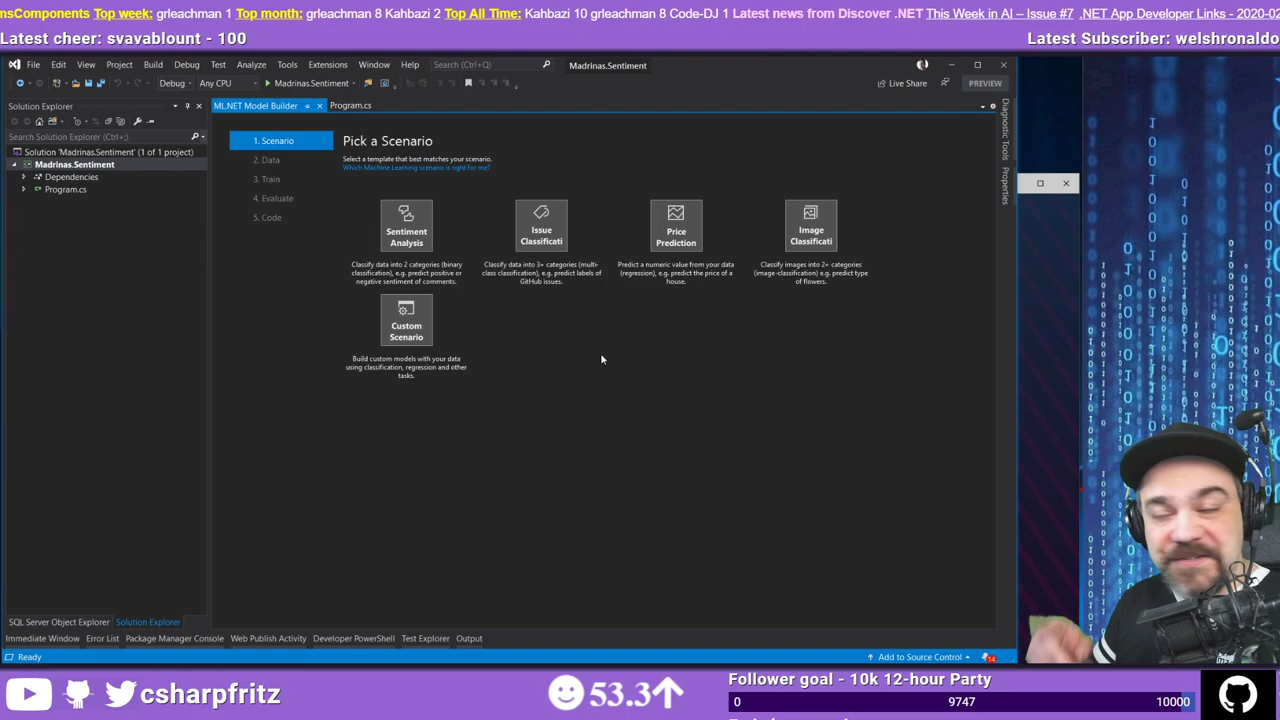 msComponents Top week: grleachman 1 Top month: grleachman 8 Kahbazi 2 Top All Time: Kahbazi 10 grleachman 8 Code-DJ 1 Latest news from Discover .NET This Week in AI – Issue #7 .NET App Developer Links - 2020-02
Latest cheer: svavablount - 100
Latest Subscriber: welshronaldo
File Edit View Project Build Debug Test Analyze Tools Extensions Window Help Search (Ctrl+Q) Madrinas.Sentiment
Debug Any CPU Madrinas.Sentiment Live Share PREVIEW
Solution Explorer
ML.NET Model Builder Program.cs
Search Solution Explorer (Ctrl+;)
Solution 'Madrinas.Sentiment' (1 of 1 project)
Madrinas.Sentiment
Dependencies
Program.cs
1. Scenario
2. Data
3. Train
4. Evaluate
5. Code
Pick a Scenario
Select a template that best matches your scenario.
Which Machine Learning scenario is right for me?
Sentiment
Analysis
Classify data into 2 categories (binary
classification), e.g. predict positive or
negative sentiment of comments.
Issue
Classificati
Classify data into 3+ categories (multi-
class classification), e.g. predict labels of
GitHub issues.
Price
Prediction
Predict a numeric value from your data
(regression), e.g. predict the price of a
house.
Image
Classificati
Classify images into 2+ categories
(image-classification) e.g. predict type
of flowers.
Custom
Scenario
Build custom models with your data
using classification, regression and other
tasks.
Diagnostic Tools
Properties
SQL Server Object Explorer Solution Explorer
Immediate Window Error List Package Manager Console Web Publish Activity Developer PowerShell Test Explorer Output
Ready
Add to Source Control
14
csharpfritz
53.3
Follower goal - 10k 12-hour Party
0 9747 10000